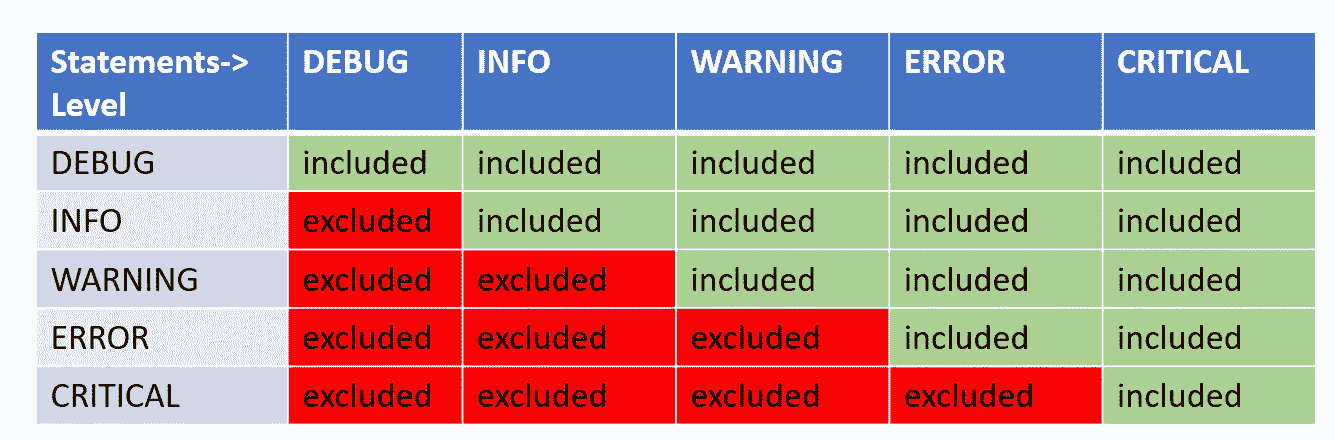 Statements-> DEBUG INFO WARNING ERROR CRITICAL
Level
DEBUG included included included included included
INFO excluded included included included included
WARNING excluded excluded included included included
ERROR excluded excluded excluded included included
CRITICAL excluded excluded excluded excluded included